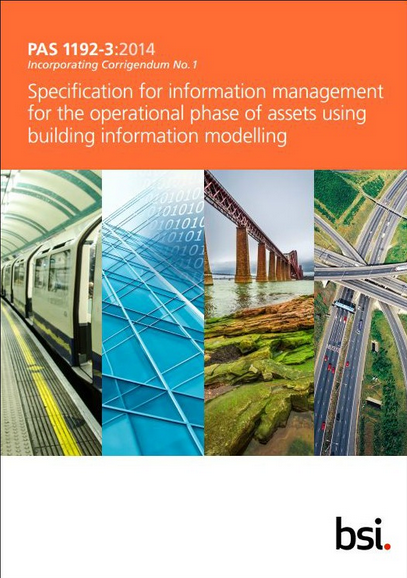 PAS 1192-3:2014
Incorporating Corrigendum No.1
Specification for information management
for the operational phase of assets using
building information modelling
bsi.